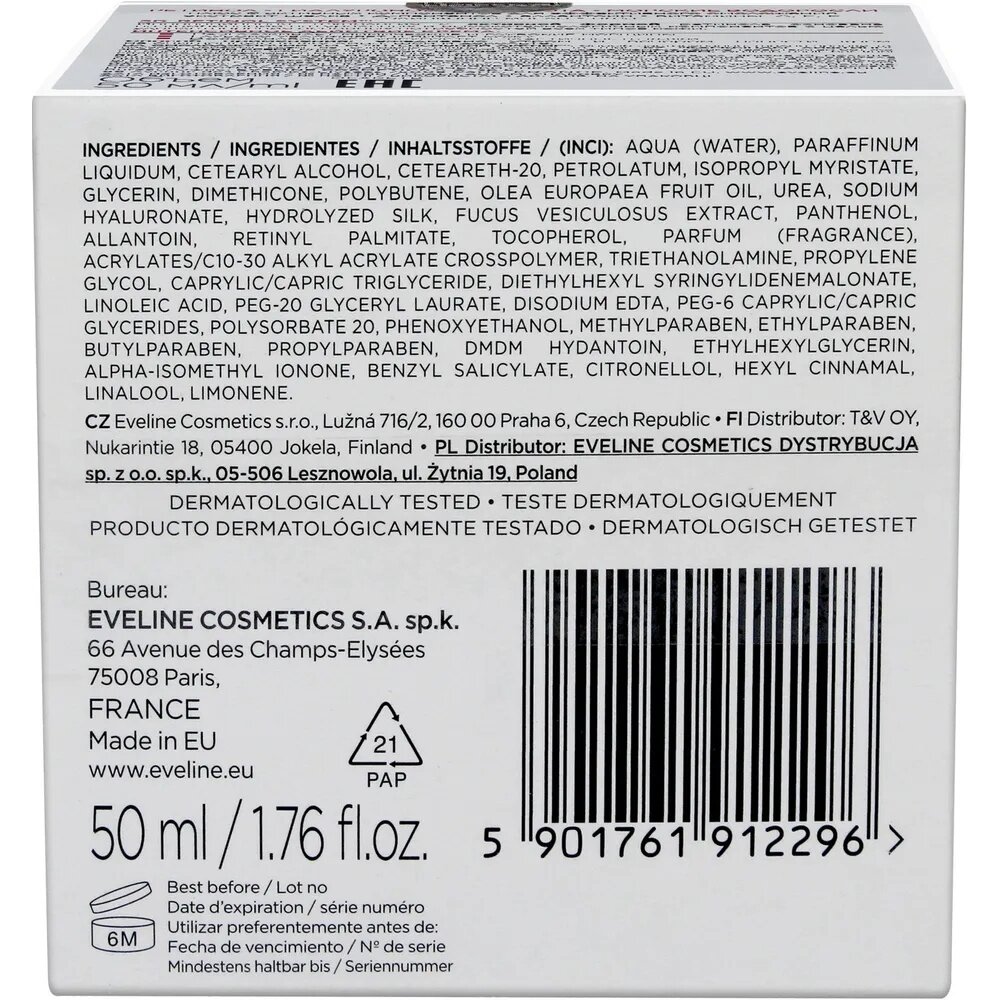 50 мл/ml EAC
INGREDIENTS / INGREDIENTES / INHALTSSTOFFE / (INCI): AQUA (WATER), PARAFFINUM
LIQUIDUM, CETEARYL ALCOHOL, CETEARETH-20, PETROLATUM, ISOPROPYL MYRISTATE,
GLYCERIN, DIMETHICONE, POLYBUTENE, OLEA EUROPAEA FRUIT OIL, UREA, SODIUM
HYALURONATE, HYDROLYZED SILK, FUCUS VESICULOSUS EXTRACT, PANTHENOL,
ALLANTOIN, RETINYL PALMITATE, TOCOPHEROL, PARFUM (FRAGRANCE),
ACRYLATES/C10-30 ALKYL ACRYLATE CROSSPOLYMER, TRIETHANOLAMINE, PROPYLENE
GLYCOL, CAPRYLIC/CAPRIC TRIGLYCERIDE, DIETHYLHEXYL SYRINGYLIDENEMALONATE,
LINOLEIC ACID, PEG-20 GLYCERYL LAURATE, DISODIUM EDTA, PEG-6 CAPRYLIC/CAPRIC
GLYCERIDES, POLYSORBATE 20, PHENOXYETHANOL, METHYLPARABEN, ETHYLPARABEN,
BUTYLPARABEN, PROPYLPARABEN, DMDM HYDANTOIN, ETHYLHEXYLGLYCERIN,
ALPHA-ISOMETHYL IONONE, BENZYL SALICYLATE, CITRONELLOL, HEXYL CINNAMAL,
LINALOOL, LIMONENE.
CZ Eveline Cosmetics s.r.o., Lužná 716/2, 160 00 Praha 6, Czech Republic • FI Distributor: T&V OY,
Nukarintie 18, 05400 Jokela, Finland • PL Distributor: EVELINE COSMETICS DYSTRYBUCJA
sp. z o.o. sp.k., 05-506 Lesznowola, ul. Żytnia 19, Poland
DERMATOLOGICALLY TESTED • TESTE DERMATOLOGIQUEMENT
PRODUCTO DERMATOLÓGICAMENTE TESTADO • DERMATOLOGISCH GETESTET
Bureau:
EVELINE COSMETICS S.A. sp.k.
66 Avenue des Champs-Elysées
75008 Paris,
FRANCE
Made in EU
www.eveline.eu
21
PAP
50 ml / 1.76 fl.oz.
5 901761 912296 >
6M
Best before / Lot no
Date d'expiration / série numéro
Utilizar preferentemente antes de:
Fecha de vencimiento / Nº de serie
Mindestens haltbar bis / Seriennummer